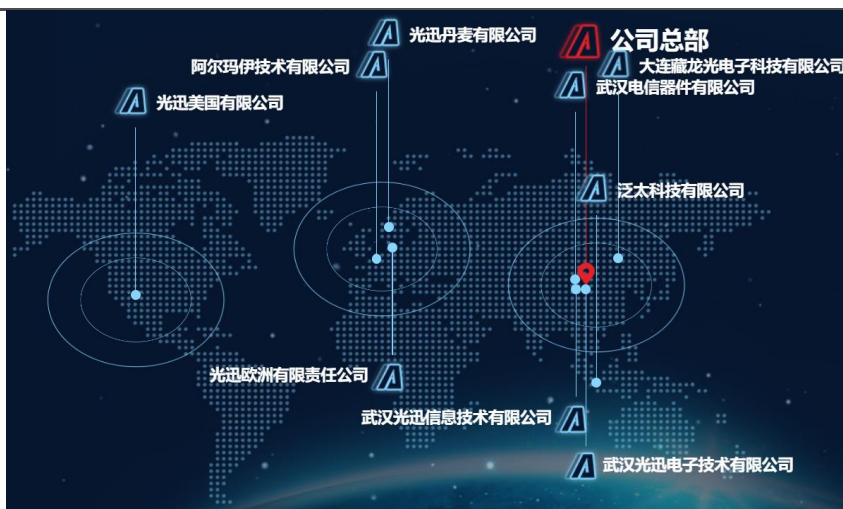 光迅丹麦有限公司
公司总部
阿尔玛伊技术有限公司
大连藏龙光电子科技有限公司
武汉电信器件有限公司
光迅美国有限公司
泛太科技有限公司
光迅欧洲有限责任公司
武汉光迅信息技术有限公司
武汉光迅电子技术有限公司